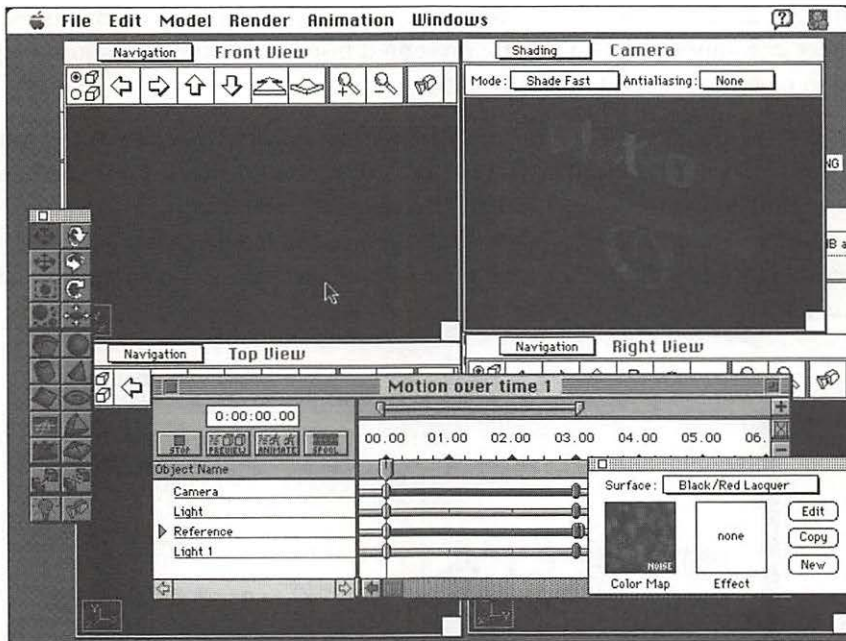 File Edit Model Render Animation Windows
Navigation Front View
Shading Camera
Mode: Shade Fast Antialiasing: None
NG
B a
Navigation Top View
Navigation Right View
Motion over time 1
0:00:00.00
STOP PREVIEW ANIMATE SPOOL
00.00 01.00 02.00 03.00 04.00 05.00 06.
Object Name
Camera
Light
Reference
Light 1
Surface: Black/Red Lacquer
NOISE
none
Edit
Copy
New
Color Map Effect